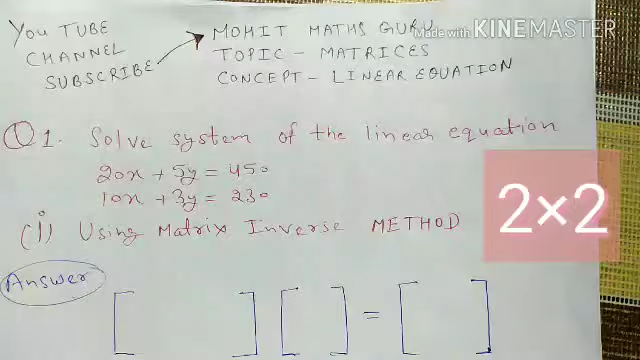 YOU TUBE
CHANNEL
SUBSCRIBE
MOHIT MATHS GURU
TOPIC - MATRICES
CONCEPT - LINEAR EQUATION
Made with KINEMASTER
Q1. Solve system of the linear equation
20x + 5y = 450
10x + 3y = 230
(i) Using Matrix Inverse METHOD
2×2
Answer
[ ] [ ] = [ ]